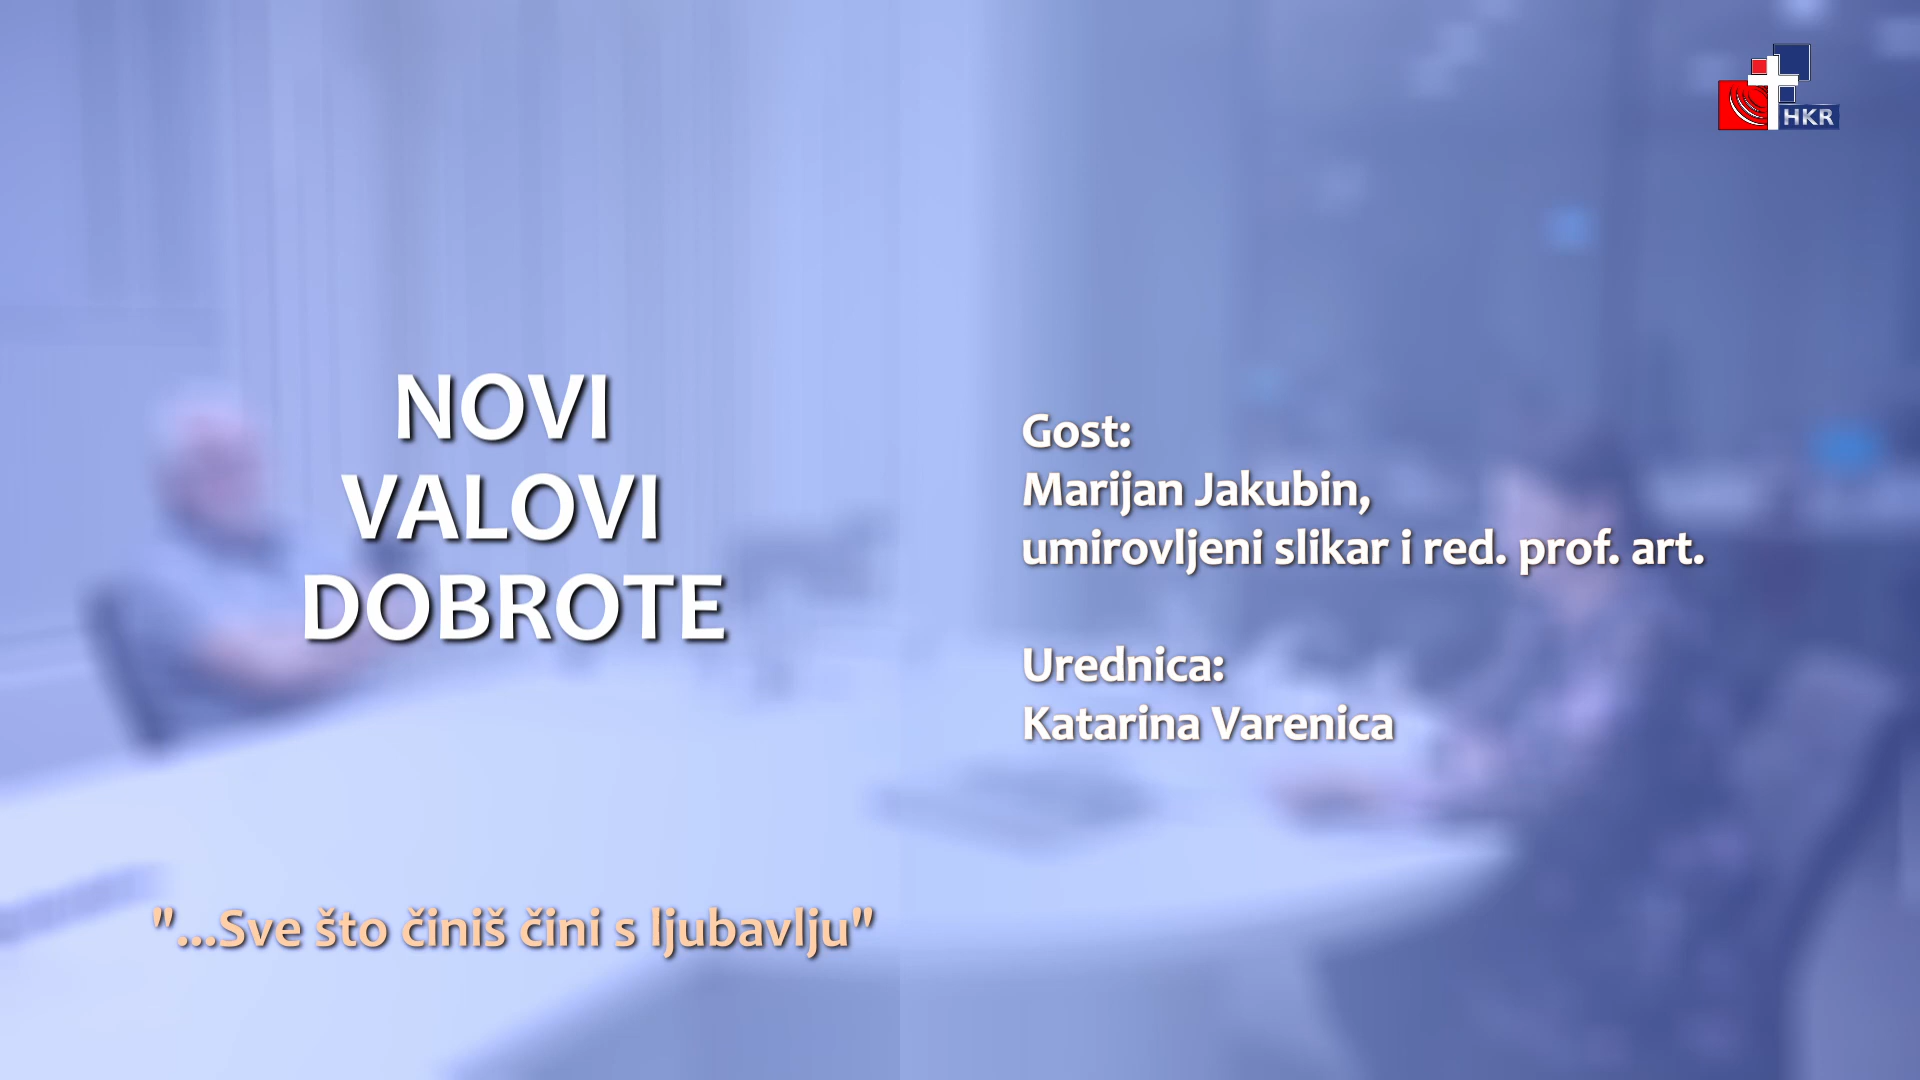 HKR
NOVI
VALOVI
DOBROTE
Gost:
Marijan Jakubin,
umirovljeni slikar i red. prof. art.
Urednica:
Katarina Varenica
"...Sve što činiš čini s ljubavlju"